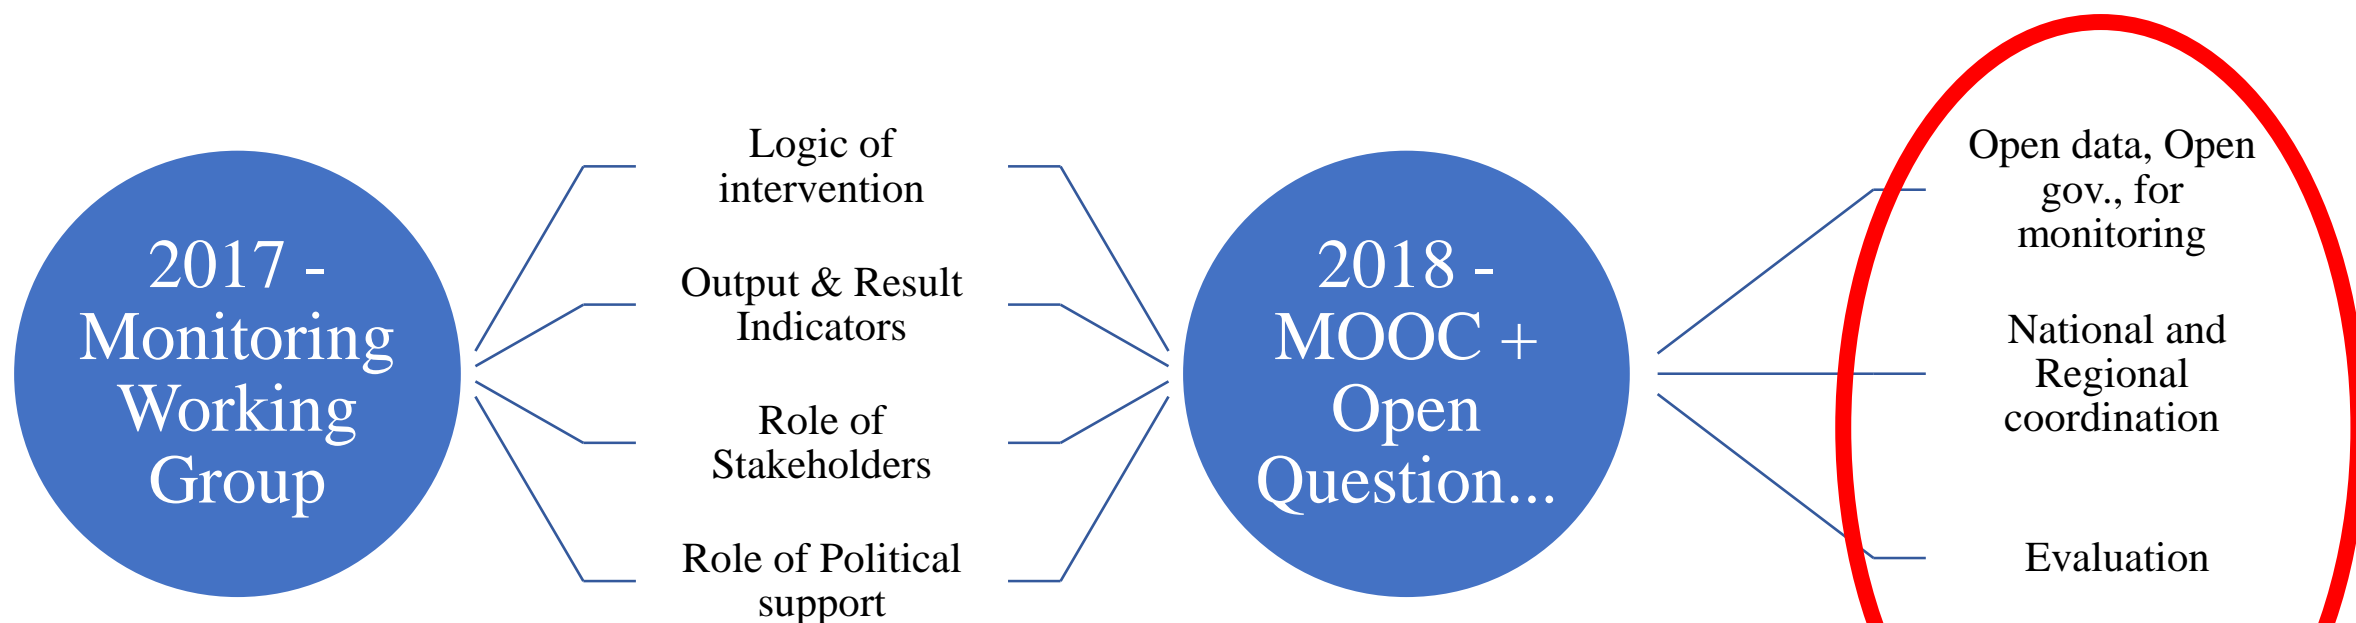 2017 -
Monitoring
Working
Group
Logic of
intervention
Output & Result
Indicators
Role of
Stakeholders
Role of Political
support
2018 -
MOOC +
Open
Question...
Open data, Open
gov., for
monitoring
National and
Regional
coordination
Evaluation